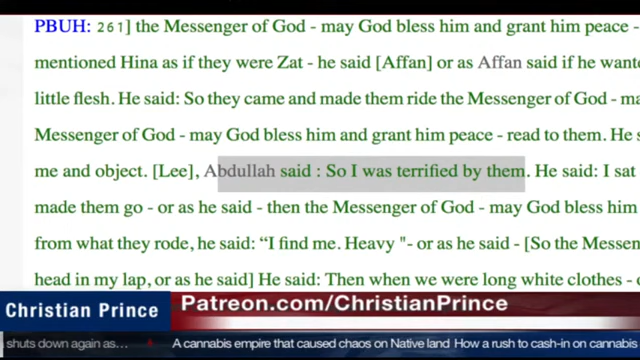 PBUH: 261] the Messenger of God - may God bless him and grant him peace -
mentioned Hina as if they were Zat - he said [Affan] or as Affan said if he wante
little flesh. He said: So they came and made them ride the Messenger of God - ma
Messenger of God - may God bless him and grant him peace - read to them. He s
me and object. [Lee], Abdullah said : So I was terrified by them. He said: I sat
made them go - or as he said - then the Messenger of God - may God bless him
from what they rode, he said: “I find me. Heavy "- or as he said - [So the Messen
head in my lap, or as he said] He said: Then when we were long white clothes - o
Christian Prince
Patreon.com/ChristianPrince
shuts down again as...
A cannabis empire that caused chaos on Native land How a rush to cash-in on cannabis